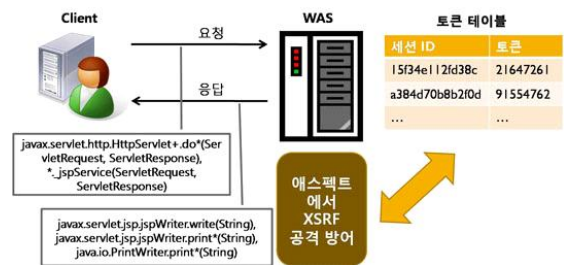 Client
WAS
요청
응답
토큰 테이블
세션 ID 토큰
15f34e112fd38c 21647261
a384d70b8b2f0d 91554762
... ...
javax.servlet.http.HttpServlet+.do*(Ser
vletRequest, ServletResponse),
*._jspService(ServletRequest,
ServletResponse)
javax.servlet.jsp.jspWriter.write(String),
javax.servlet.jsp.jspWriter.print*(String),
java.io.PrintWriter.print*(String)
애스펙트
에서
XSRF
공격 방어